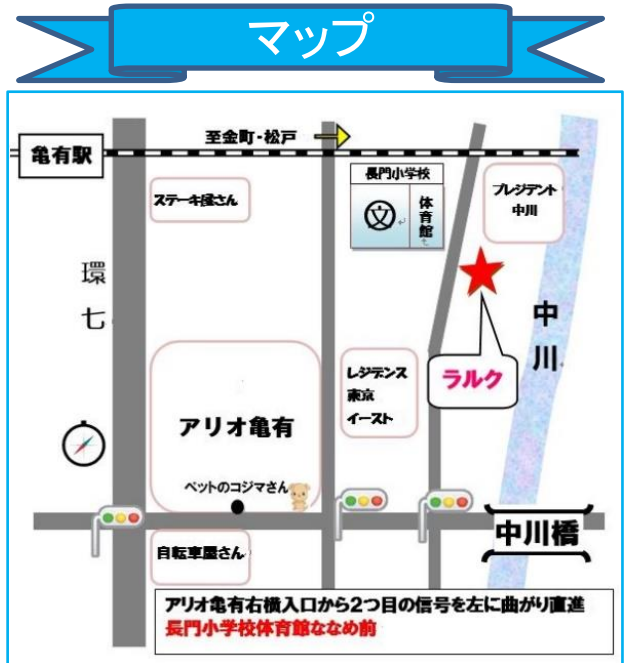 マップ
至金町・松戸
亀有駅
長門小学校
文
体育館
プレジデント
中川
ステーキ屋さん
環七
中川
レジデンス
東京
イースト
ラルク
アリオ亀有
ペットのコジマさん
中川橋
自転車屋さん
アリオ亀有右横入口から2つ目の信号を左に曲がり直進
長門小学校体育館ななめ前